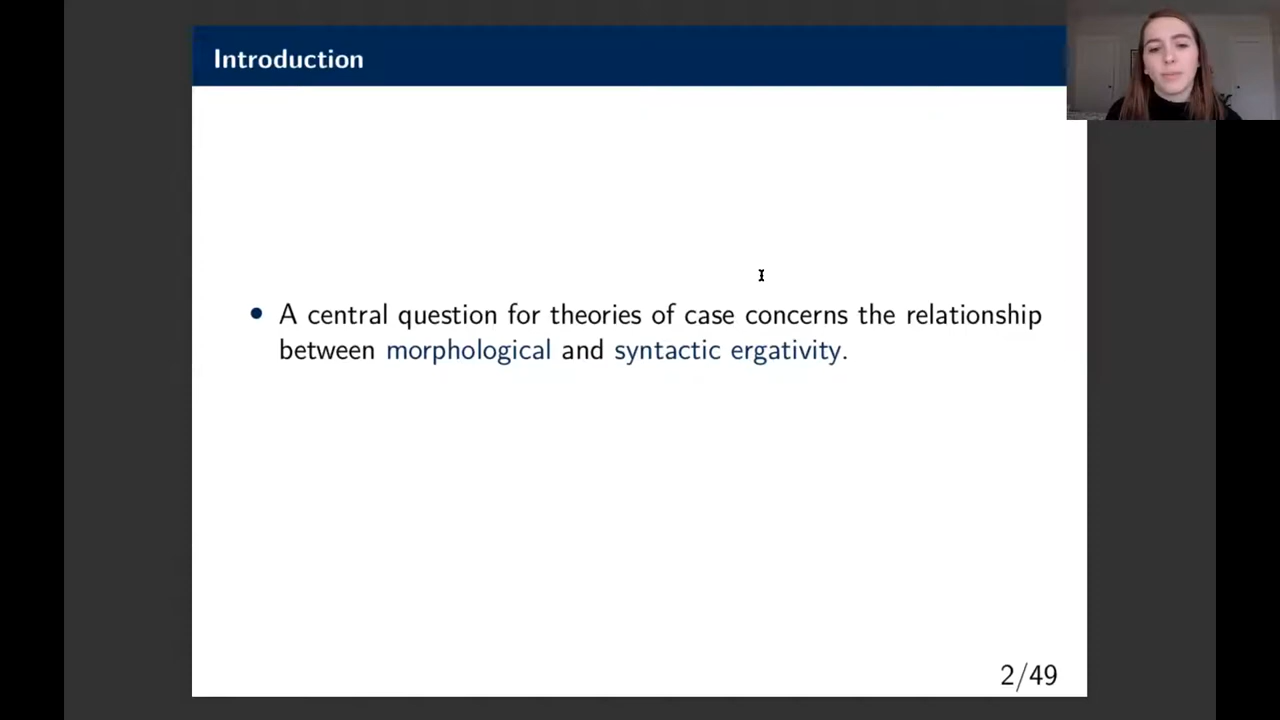 Introduction
• A central question for theories of case concerns the relationship
between morphological and syntactic ergativity.
2/49